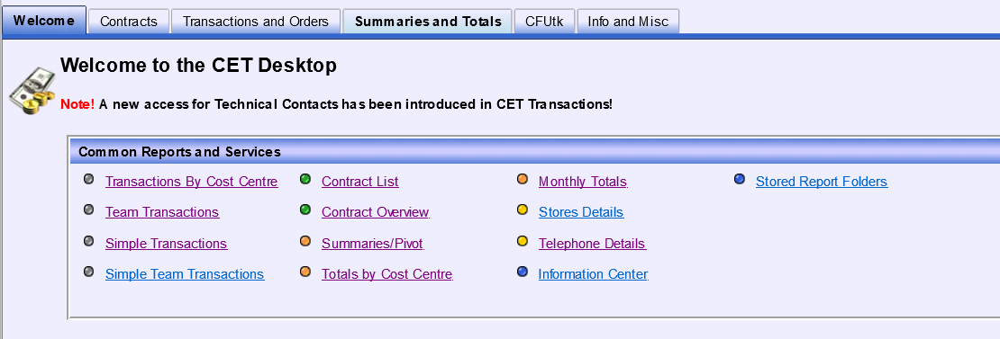 Welcome Contracts Transactions and Orders Summaries and Totals CFUtk Info and Misc
Welcome to the CET Desktop
Note! A new access for Technical Contacts has been introduced in CET Transactions!
Common Reports and Services
Transactions By Cost Centre Contract List Monthly Totals Stored Report Folders
Team Transactions Contract Overview Stores Details
Simple Transactions Summaries/Pivot Telephone Details
Simple Team Transactions Totals by Cost Centre Information Center